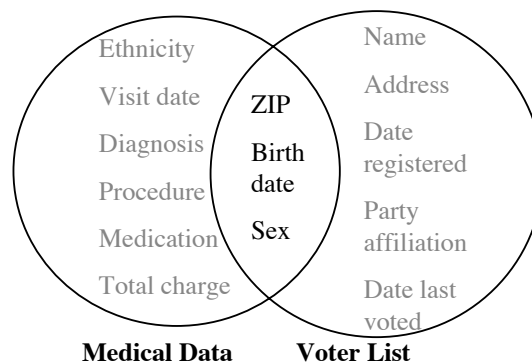 Ethnicity
Visit date
Diagnosis
Procedure
Medication
Total charge
ZIP
Birth
date
Sex
Name
Address
Date
registered
Party
affiliation
Date last
voted
Medical Data
Voter List